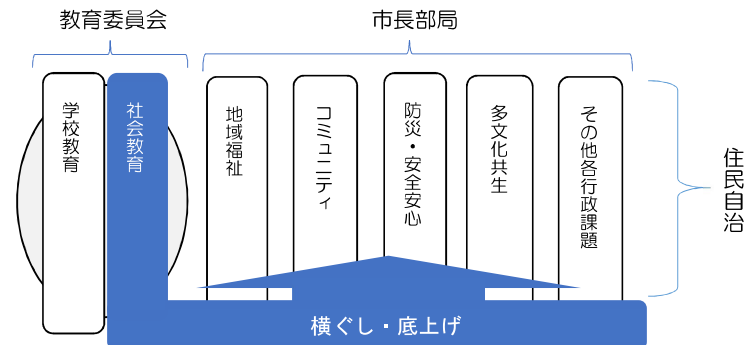 教育委員会
市長部局
学校教育
社会教育
地域福祉
コミュニティ
防災・安全安心
多文化共生
その他各行政課題
住民自治
横ぐし・底上げ